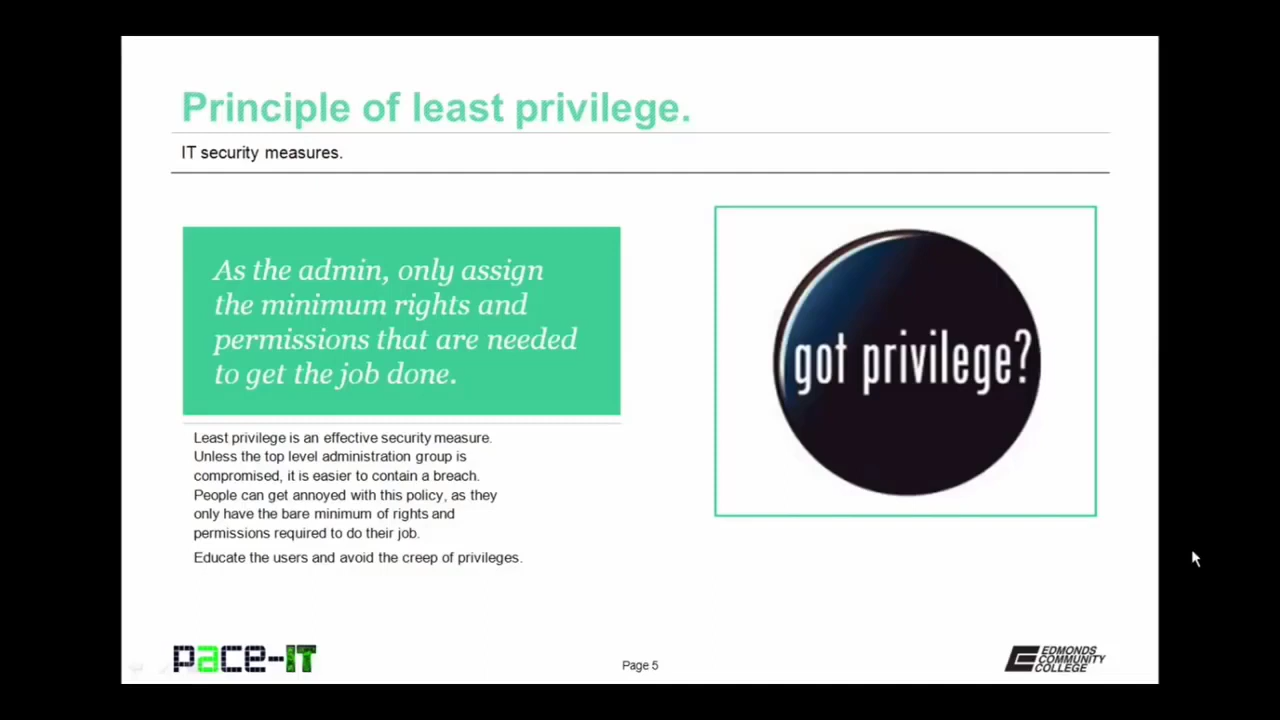 Principle of least privilege.
IT security measures.
As the admin, only assign
the minimum rights and
permissions that are needed
to get the job done.
got privilege?
Least privilege is an effective security measure.
Unless the top level administration group is
compromised, it is easier to contain a breach.
People can get annoyed with this policy, as they
only have the bare minimum of rights and
permissions required to do their job.
Educate the users and avoid the creep of privileges.
pace-IT
Page 5
EDMONDS
COMMUNITY
COLLEGE